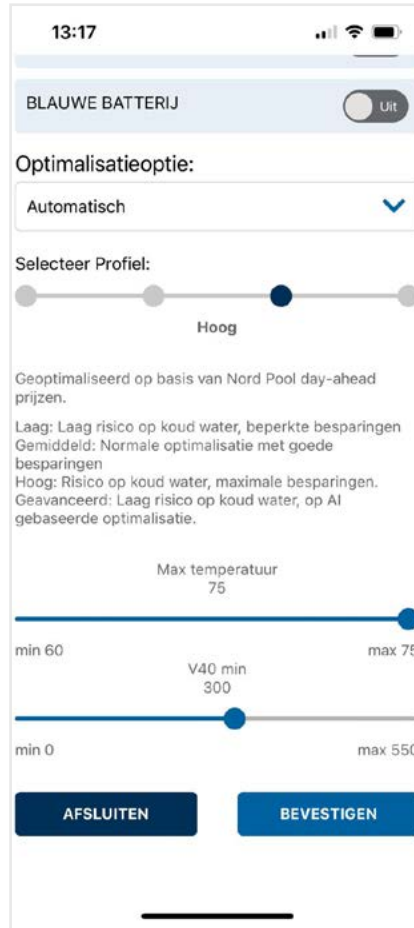 13:17
BLAUWE BATTERIJ
Uit
Optimalisatieoptie:
Automatisch
Selecteer Profiel:
Hoog
Geoptimaliseerd op basis van Nord Pool day-ahead
prijzen.
Laag: Laag risico op koud water, beperkte besparingen
Gemiddeld: Normale optimalisatie met goede
besparingen
Hoog: Risico op koud water, maximale besparingen.
Geavanceerd: Laag risico op koud water, op AI
gebaseerde optimalisatie.
Max temperatuur
75
min 60 max 75
V40 min
300
min 0 max 550
AFSLUITEN BEVESTIGEN